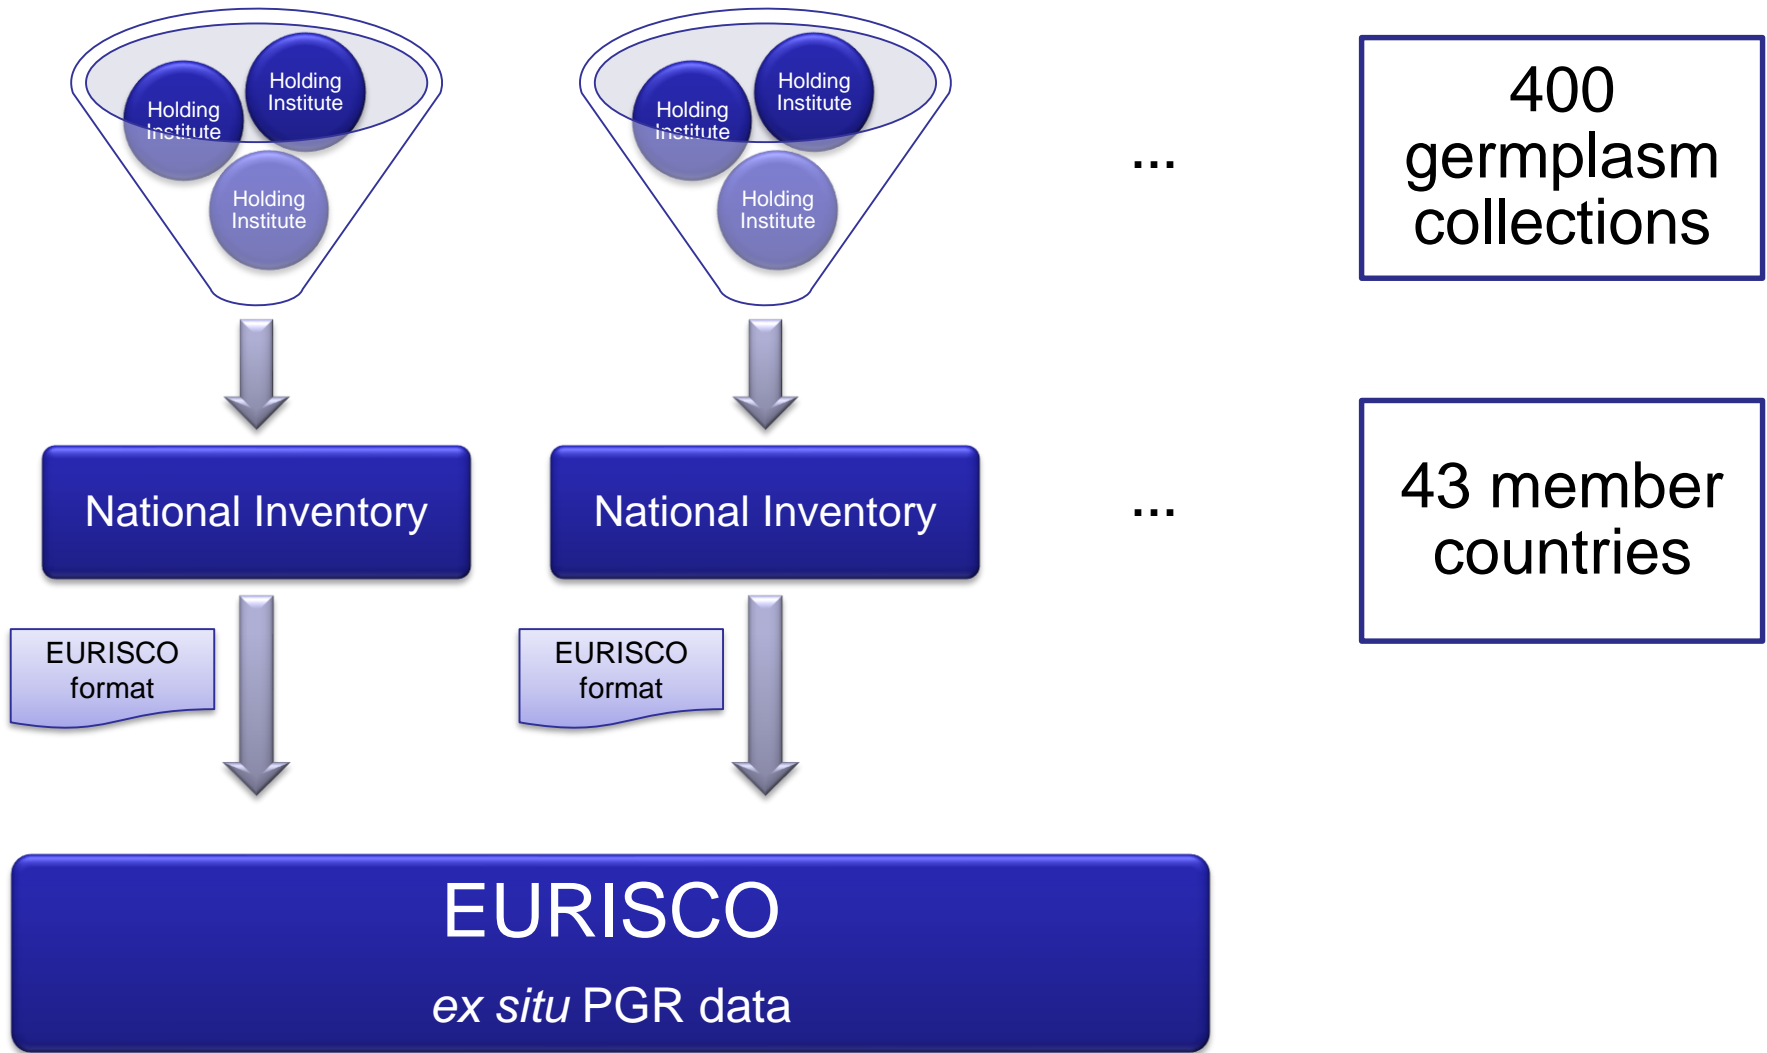 Holding
Institute
Holding
Institute
Holding
Institute
Holding
Institute
Holding
Institute
Holding
Institute
...
400
germplasm
collections
National Inventory
National Inventory
...
43 member
countries
EURISCO
format
EURISCO
format
EURISCO
ex situ PGR data